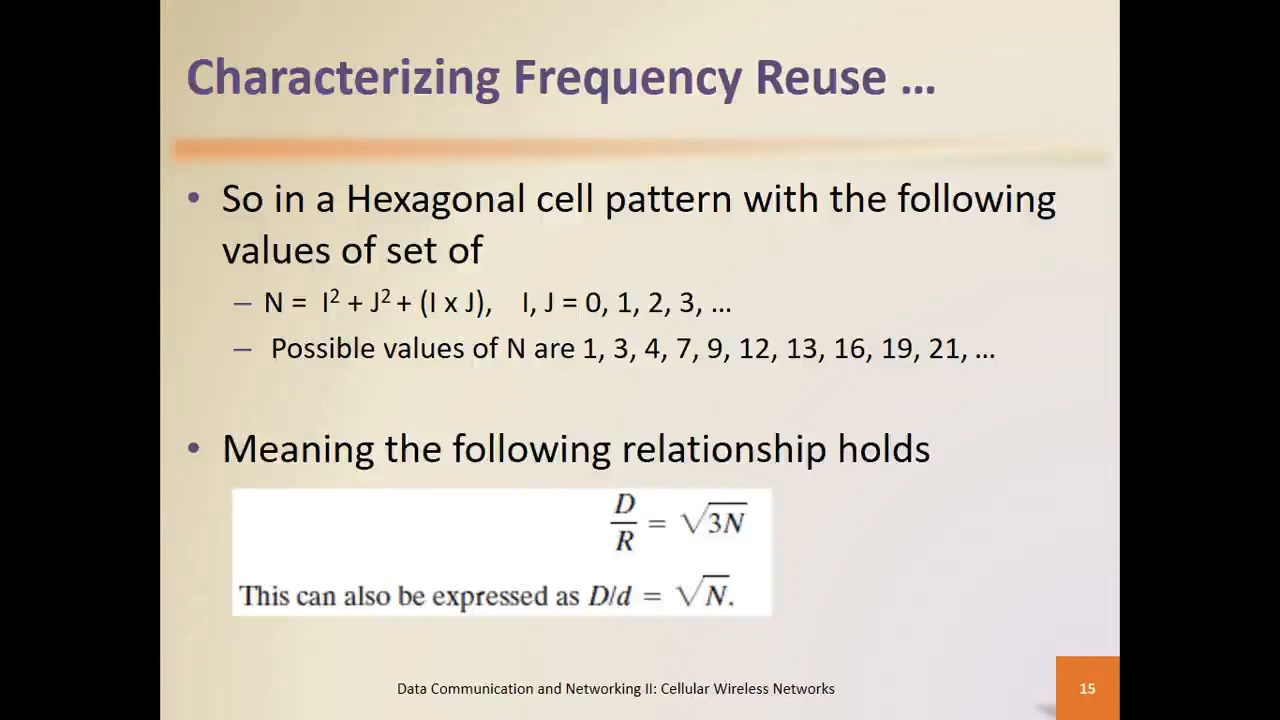 Characterizing Frequency Reuse …
• So in a Hexagonal cell pattern with the following
values of set of
– N = I² + J² + (I x J), I, J = 0, 1, 2, 3, …
– Possible values of N are 1, 3, 4, 7, 9, 12, 13, 16, 19, 21, …
• Meaning the following relationship holds
D/R = √3N
This can also be expressed as D/d = √N.
Data Communication and Networking II: Cellular Wireless Networks
15